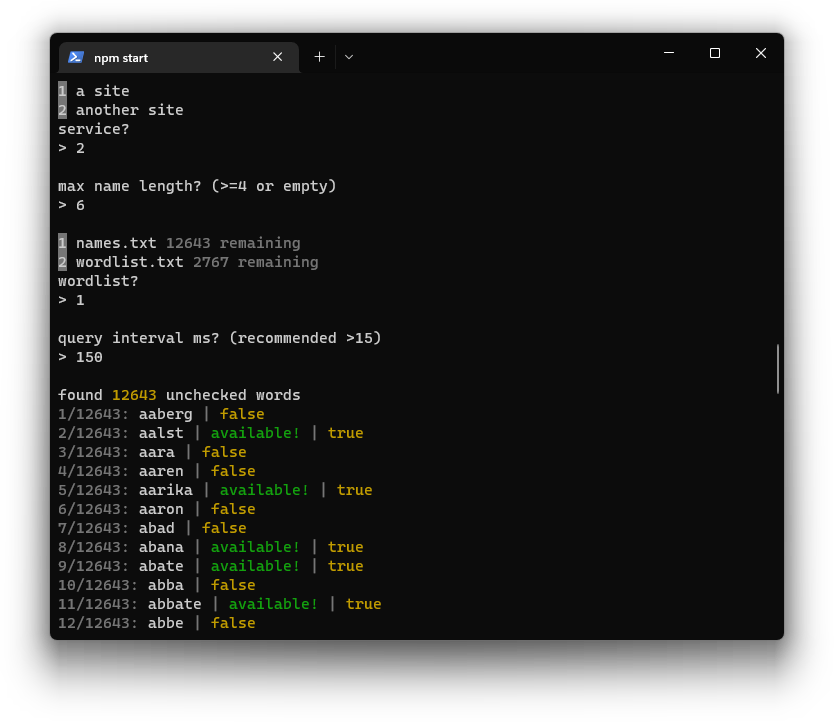 npm start
1 a site
2 another site
service?
> 2
max name length? (>=4 or empty)
> 6
1 names.txt 12643 remaining
2 wordlist.txt 2767 remaining
wordlist?
> 1
query interval ms? (recommended >15)
> 150
found 12643 unchecked words
1/12643: aaberg | false
2/12643: aalst | available! | true
3/12643: aara | false
4/12643: aaren | false
5/12643: aarika | available! | true
6/12643: aaron | false
7/12643: abad | false
8/12643: abana | available! | true
9/12643: abate | available! | true
10/12643: abba | false
11/12643: abbate | available! | true
12/12643: abbe | false